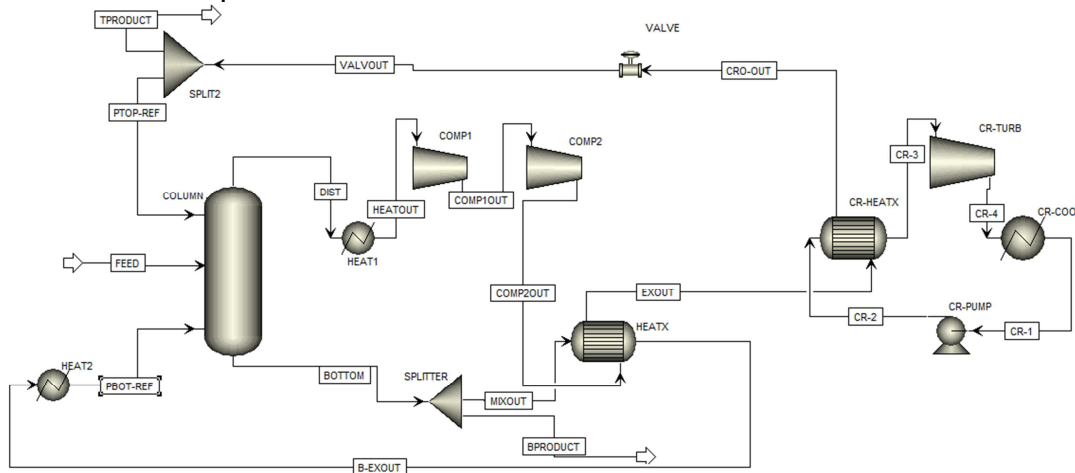 TPRODUCT
VALVE
VALVOUT
CRO-OUT
SPLIT2
PTOP-REF
COMP1
COMP2
CR-TURB
CR-3
COLUMN
DIST
HEATOUT
COMP1OUT
CR-HEATX
CR-4
CR-COO
HEAT1
FEED
COMP2OUT
EXOUT
CR-PUMP
CR-2
CR-1
HEATX
HEAT2
PBOT-REF
BOTTOM
SPLITTER
MIXOUT
BPRODUCT
B-EXOUT